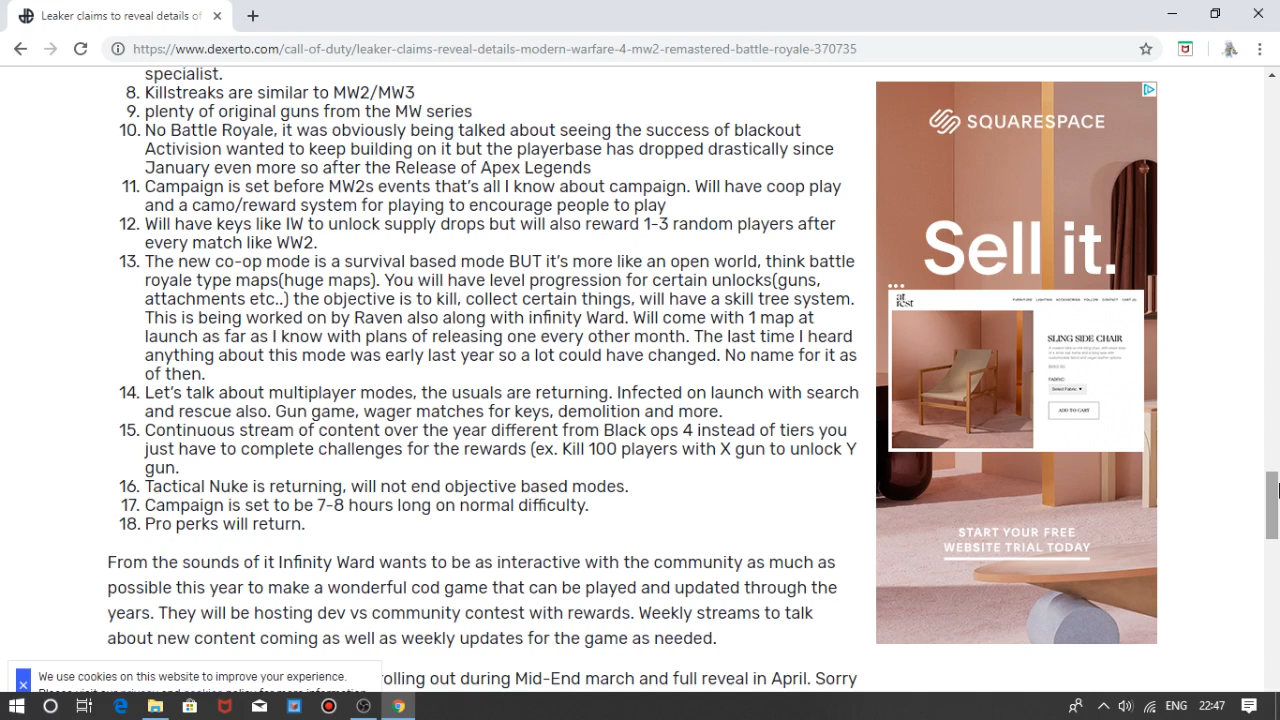 Leaker claims to reveal details of
https://www.dexerto.com/call-of-duty/leaker-claims-reveal-details-modern-warfare-4-mw2-remastered-battle-royale-370735
specialist.
8. Killstreaks are similar to MW2/MW3
9. plenty of original guns from the MW series
10. No Battle Royale, it was obviously being talked about seeing the success of blackout
Activision wanted to keep building on it but the playerbase has dropped drastically since
January even more so after the Release of Apex Legends
11. Campaign is set before MW2s events that's all I know about campaign. Will have coop play
and a camo/reward system for playing to encourage people to play
12. Will have keys like IW to unlock supply drops but will also reward 1-3 random players after
every match like WW2.
13. The new co-op mode is a survival based mode BUT it's more like an open world, think battle
royale type maps(huge maps). You will have level progression for certain unlocks(guns,
attachments etc..) the objective is to kill, collect certain things, will have a skill tree system.
This is being worked on by Raven also along with infinity Ward. Will come with 1 map at
launch as far as I know with plans of releasing one every other month. The last time I heard
anything about this mode was July last year so a lot could have changed. No name for it as
of then.
14. Let's talk about multiplayer modes, the usuals are returning. Infected on launch with search
and rescue also. Gun game, wager matches for keys, demolition and more.
15. Continuous stream of content over the year different from Black ops 4 instead of tiers you
just have to complete challenges for the rewards (ex. Kill 100 players with X gun to unlock Y
gun.
16. Tactical Nuke is returning, will not end objective based modes.
17. Campaign is set to be 7-8 hours long on normal difficulty.
18. Pro perks will return.
From the sounds of it Infinity Ward wants to be as interactive with the community as much as
possible this year to make a wonderful cod game that can be played and updated through the
years. They will be hosting dev vs community contest with rewards. Weekly streams to talk
about new content coming as well as weekly updates for the game as needed.
rolling out during Mid-End march and full reveal in April. Sorry
We use cookies on this website to improve your experience.
SQUARESPACE
Sell it.
at
rest
FURNITURE LIGHTING ACCESSORIES FOLLOW CONTACT CART
SLING SIDE CHAIR
FABRIC:
Select Fabric
ADD TO CART
START YOUR FREE
WEBSITE TRIAL TODAY
ENG
22:47